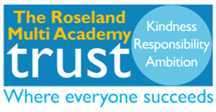 The Roseland
Multi Academy
trust
Kindness
Responsibility
Ambition
Where everyone succeeds